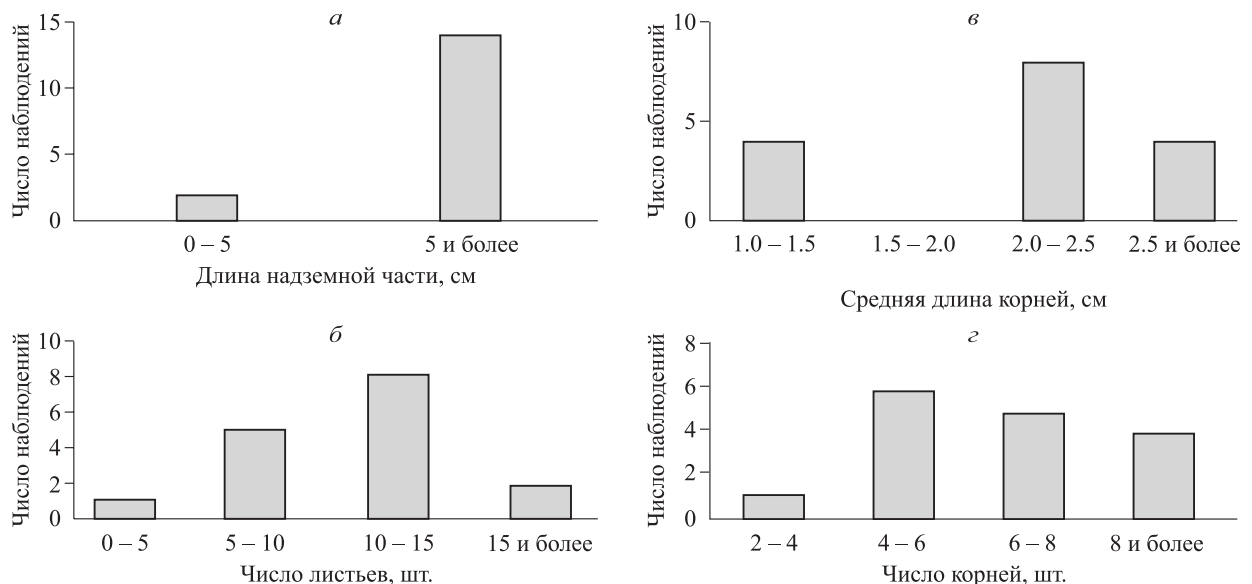 а
Число наблюдений
15
10
5
0
0 – 5
5 и более
Длина надземной части, см
в
Число наблюдений
10
5
0
1.0 – 1.5
1.5 – 2.0
2.0 – 2.5
2.5 и более
Средняя длина корней, см
б
Число наблюдений
10
8
6
4
2
0
0 – 5
5 – 10
10 – 15
15 и более
Число листьев, шт.
г
Число наблюдений
8
6
4
2
0
2 – 4
4 – 6
6 – 8
8 и более
Число корней, шт.